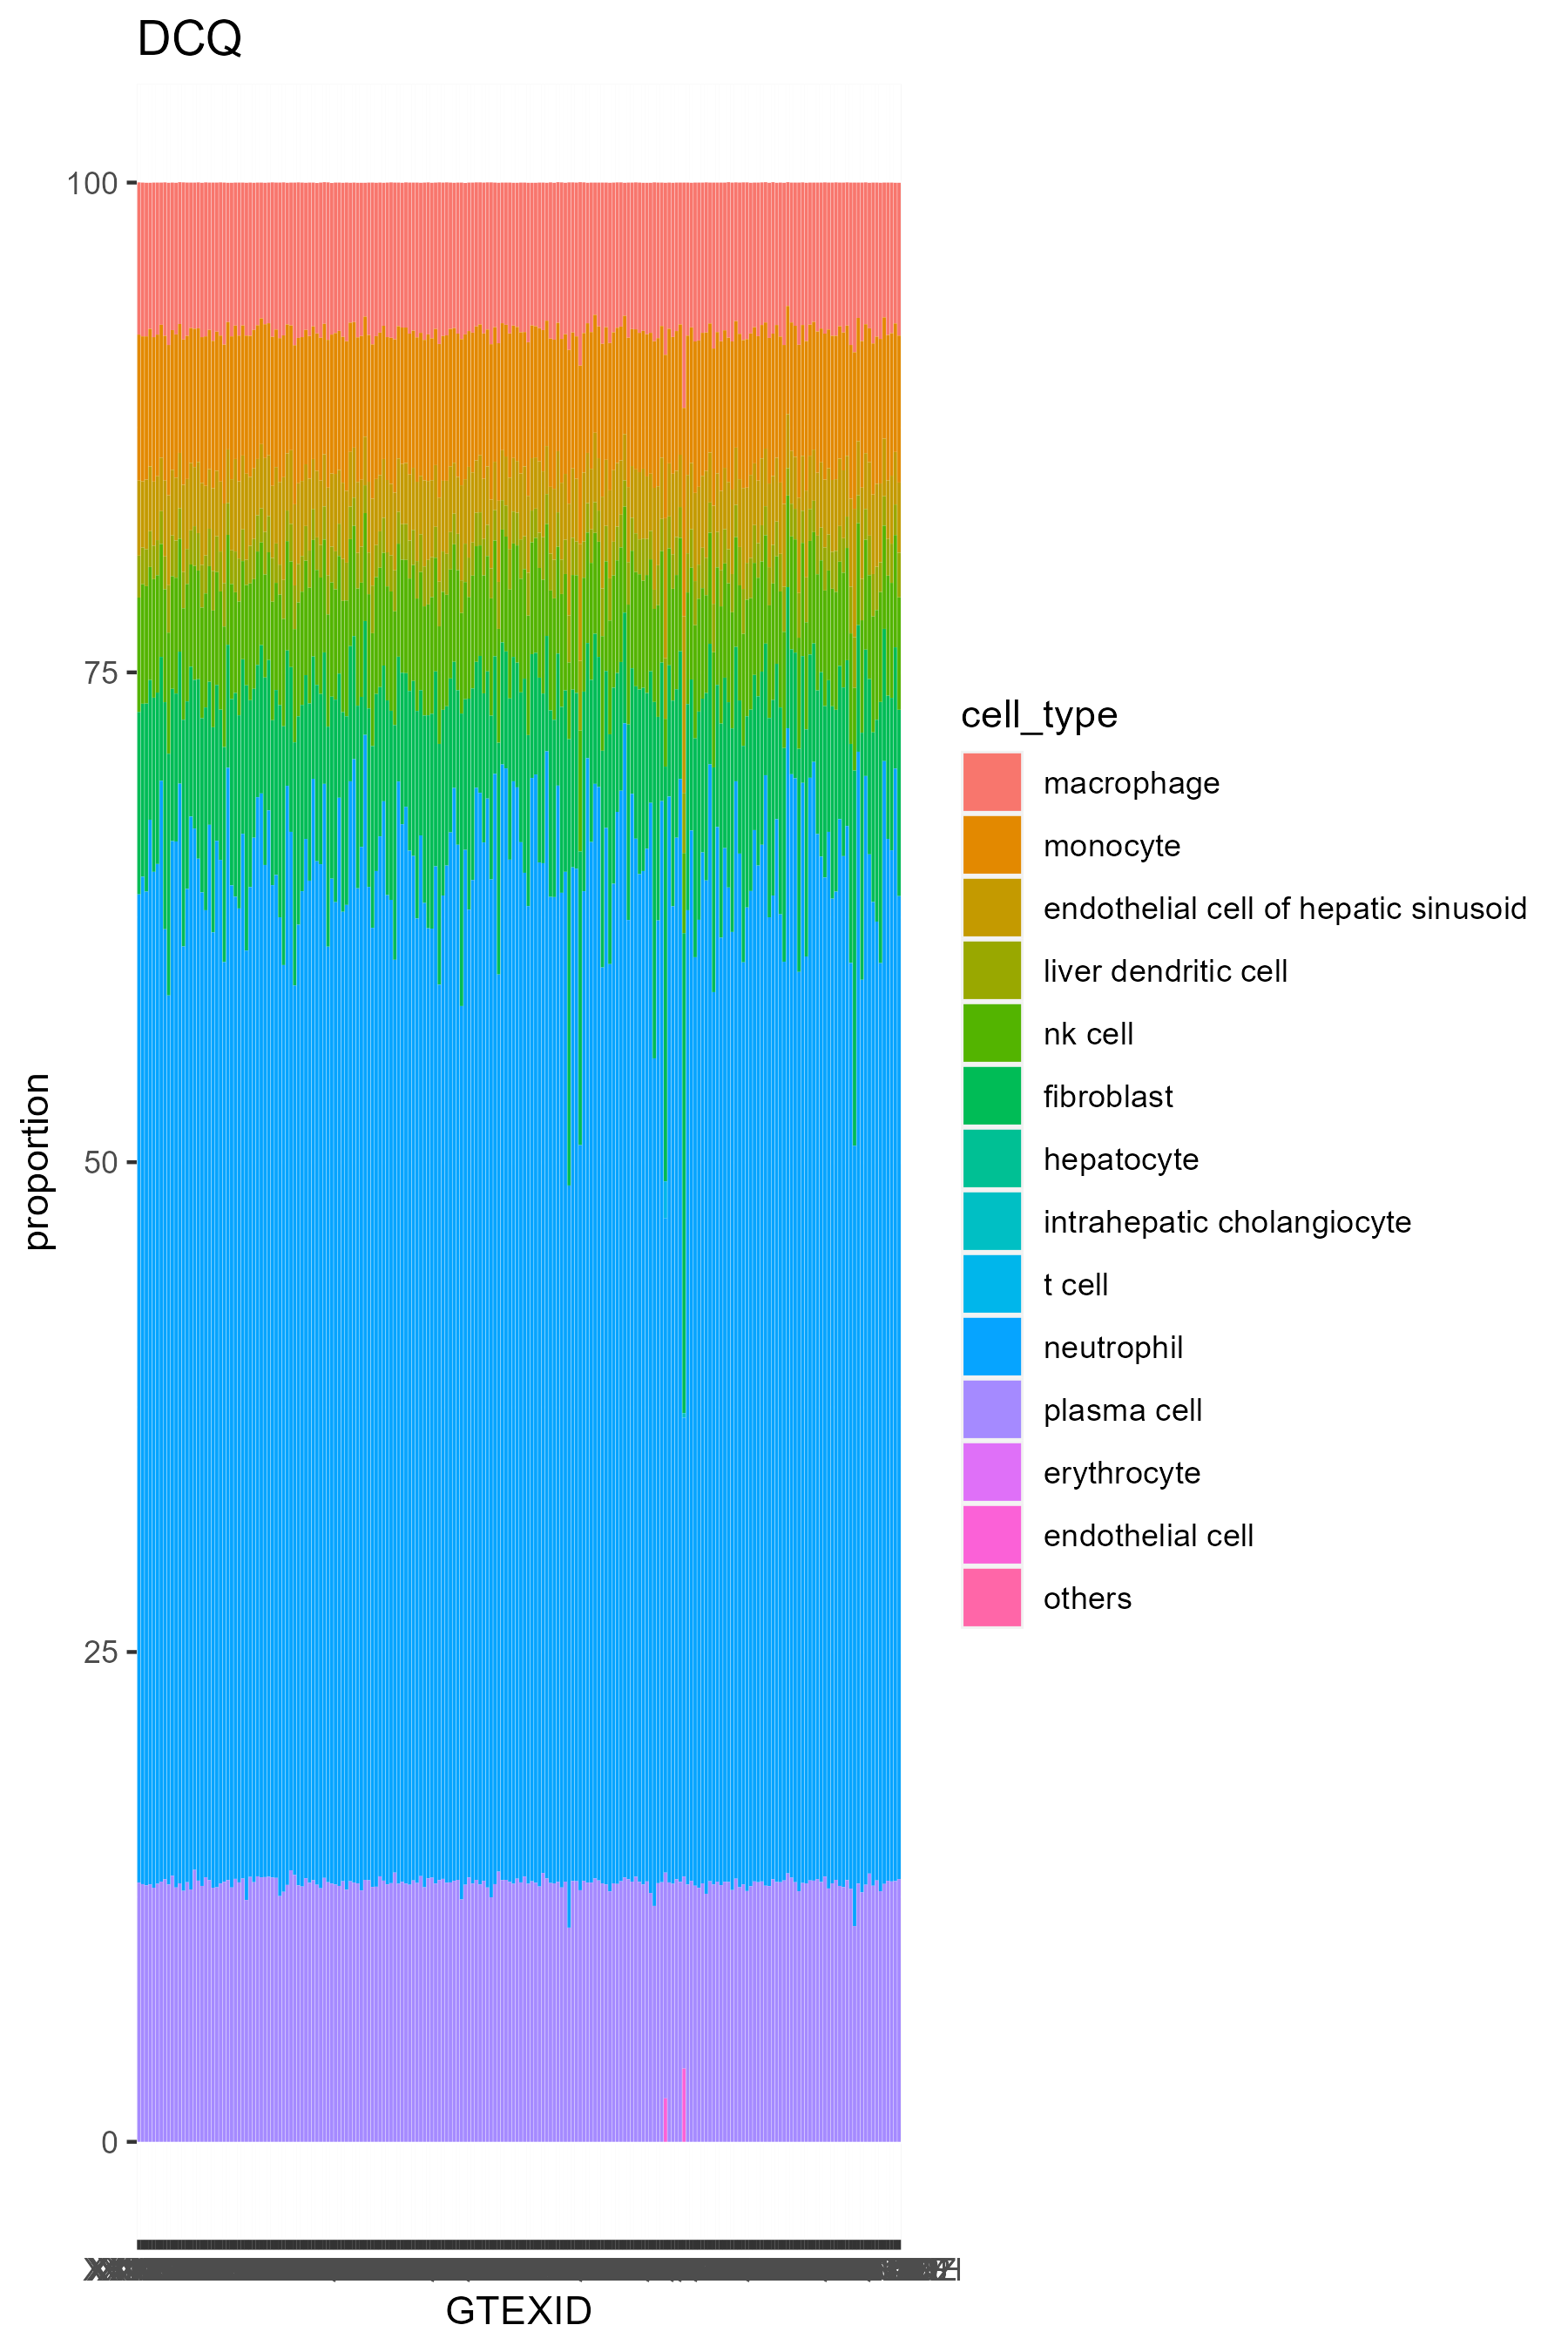 DCQ
100
75
50
25
0
proportion
GTEXID
cell_type
macrophage
monocyte
endothelial cell of hepatic sinusoid
liver dendritic cell
nk cell
fibroblast
hepatocyte
intrahepatic cholangiocyte
t cell
neutrophil
plasma cell
erythrocyte
endothelial cell
others